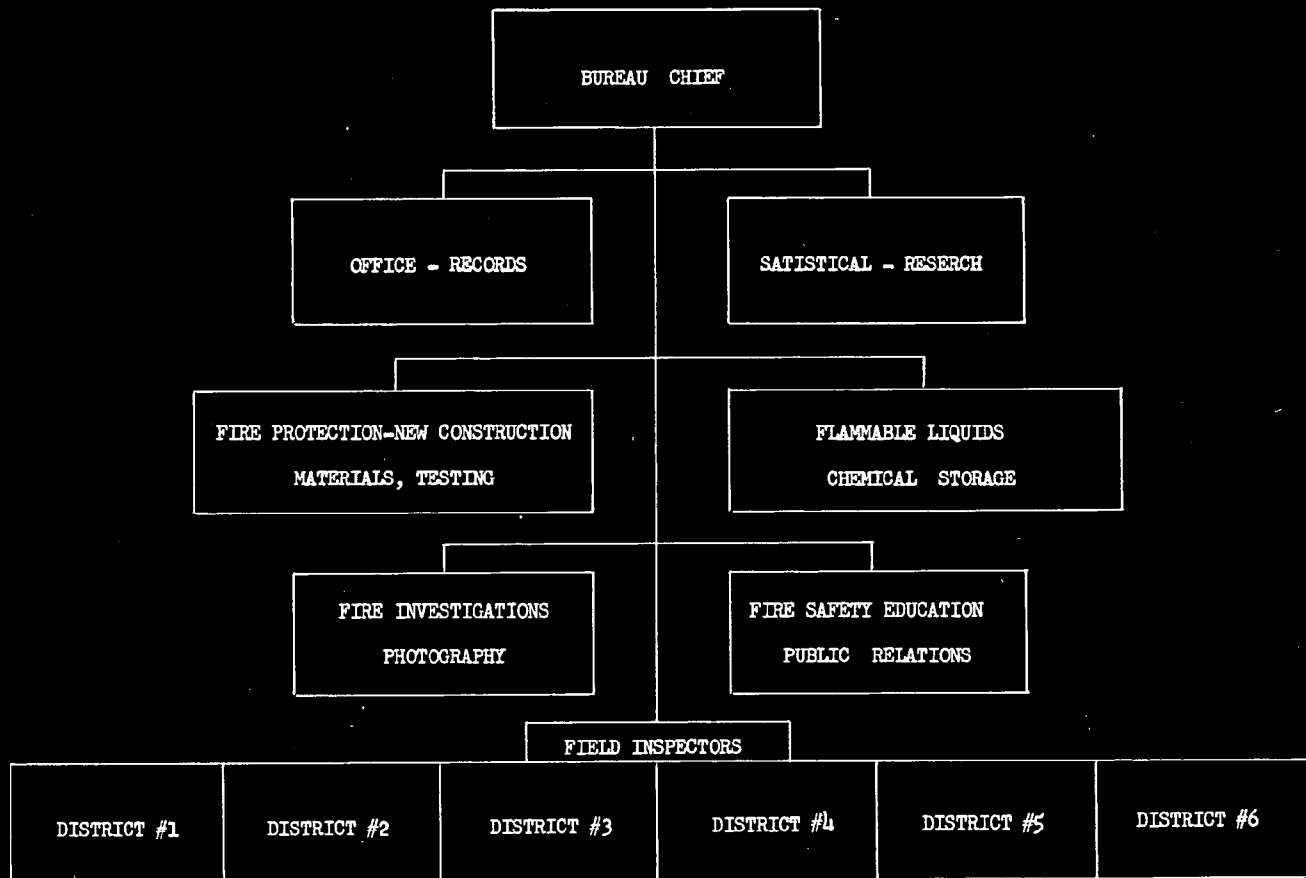 BUREAU CHIEF
OFFICE - RECORDS
SATISTICAL - RESERCH
FIRE PROTECTION-NEW CONSTRUCTION
MATERIALS, TESTING
FLAMMABLE LIQUIDS
CHEMICAL STORAGE
FIRE INVESTIGATIONS
PHOTOGRAPHY
FIRE SAFETY EDUCATION
PUBLIC RELATIONS
FIELD INSPECTORS
DISTRICT #1
DISTRICT #2
DISTRICT #3
DISTRICT #4
DISTRICT #5
DISTRICT #6